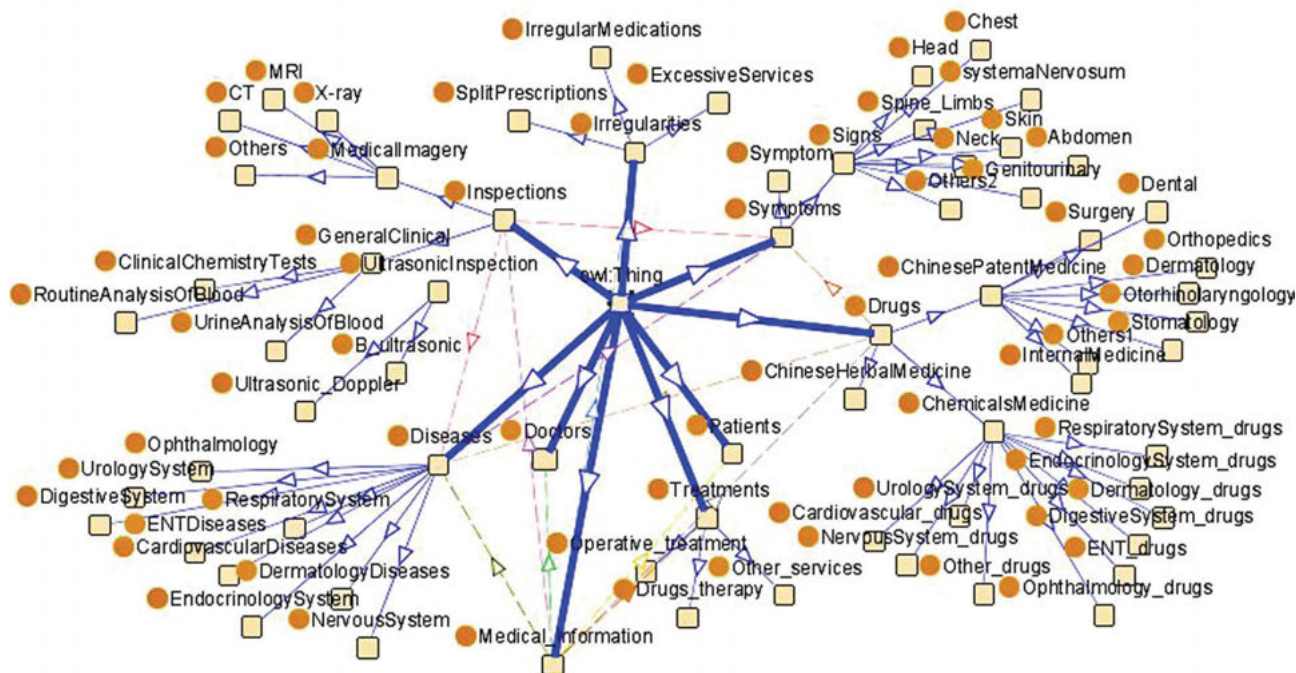 Chest
IrregularMedications
Head
MRI
ExcessiveServices
systemaNervosum
CT
X-ray
SplitPrescriptions
Spine_Limbs
Skin
Irregularities
Signs
Neck
Abdomen
Others
MedicalImagery
Symptom
Genitourinary
Others2
Dental
Inspections
Symptoms
Surgery
GeneralClinical
Orthopedics
ClinicalChemistryTests
UltrasonicInspection
owl:Thing
ChinesePatentMedicine
Dermatology
RoutineAnalysisOfBlood
Drugs
Otorhinolaryngology
UrineAnalysisOfBlood
Stomatology
B_ultrasonic
Others1
InternalMedicine
Ultrasonic_Doppler
ChineseHerbalMedicine
ChemicalsMedicine
Ophthalmology
Diseases
Doctors
Patients
RespiratorySystem_drugs
UrologySystem
EndocrinologySystem_drugs
DigestiveSystem
RespiratorySystem
Treatments
UrologySystem_drugs
Dermatology_drugs
ENTDiseases
Cardiovascular_drugs
DigestiveSystem_drugs
CardiovascularDiseases
Operative_treatment
NervousSystem_drugs
ENT_drugs
DermatologyDiseases
Other_services
Other_drugs
EndocrinologySystem
Drugs_therapy
Ophthalmology_drugs
NervousSystem
Medical_Information